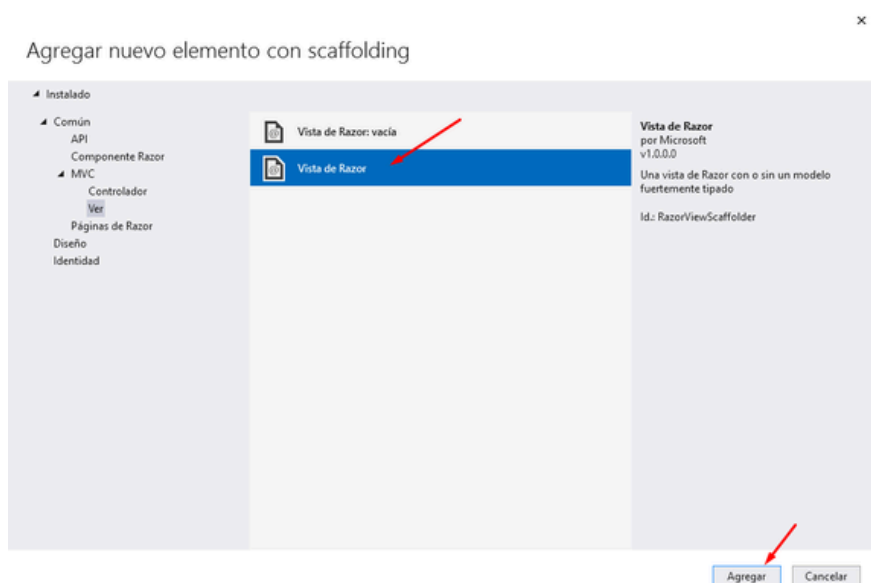 Agregar nuevo elemento con scaffolding
Instalado
Común
API
Componente Razor
MVC
Controlador
Ver
Páginas de Razor
Diseño
Identidad
Vista de Razor: vacía
Vista de Razor
Vista de Razor
por Microsoft
v1.0.0.0
Una vista de Razor con o sin un modelo
fuertemente tipado
Id.: RazorViewScaffolder
Agregar
Cancelar